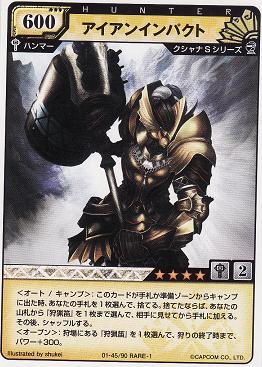 HUNTER
600
アイアンインパクト
ハンマー
クシャナSシリーズ
2
<オート / キャンプ>:このカードが手札か準備ゾーンからキャンプ
に出た時、あなたの手札を1枚選んで、捨てる。捨てたならば、あなたの
山札から「狩猟笛」を1枚まで選んで、相手に見せてから手札に加える。
その後、シャッフルする。
<オープン>:狩場にある「狩猟笛」を1枚選んで、狩りの終了時まで、
パワー+300。
Illustrated by shukei
01-45/90 RARE-1
©CAPCOM CO., LTD.